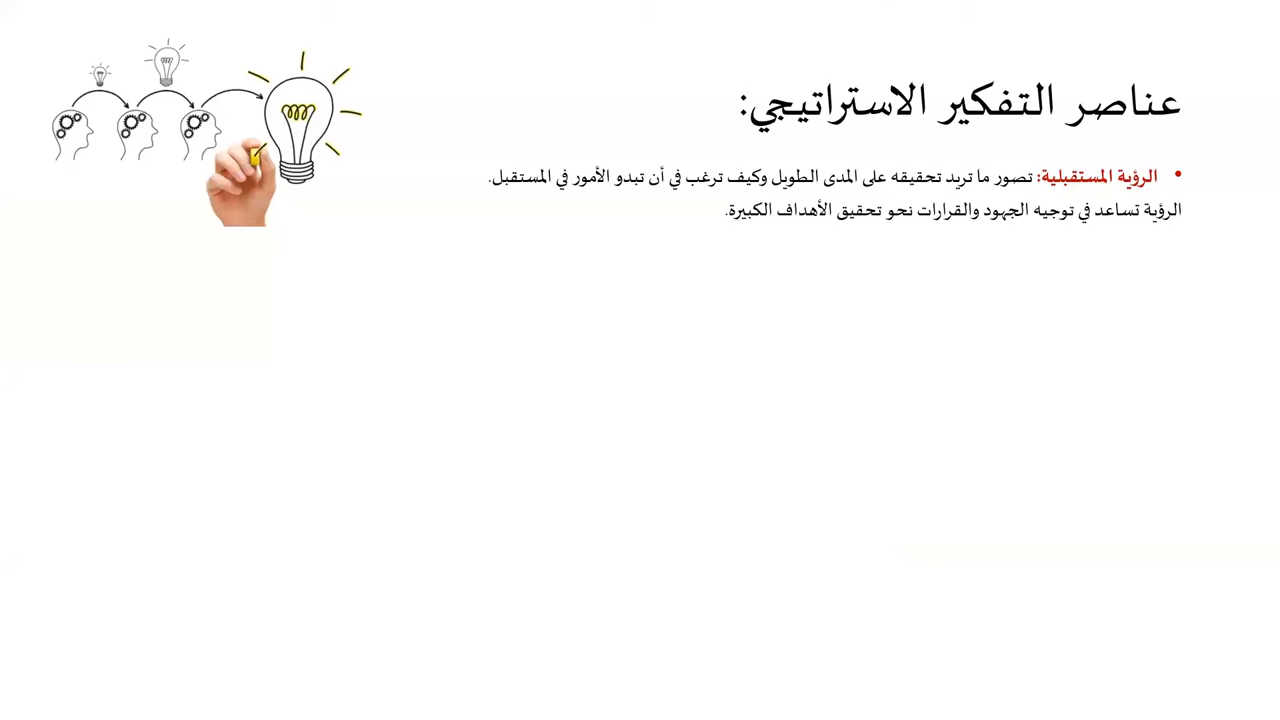 عناصر التفكير الاستراتيجي:
• الرؤية المستقبلية: تصور ما تريد تحقيقه على المدى الطويل وكيف ترغب في أن تبدو الأمور في المستقبل.
الرؤية تساعد في توجيه الجهود والقرارات نحو تحقيق الأهداف الكبيرة.